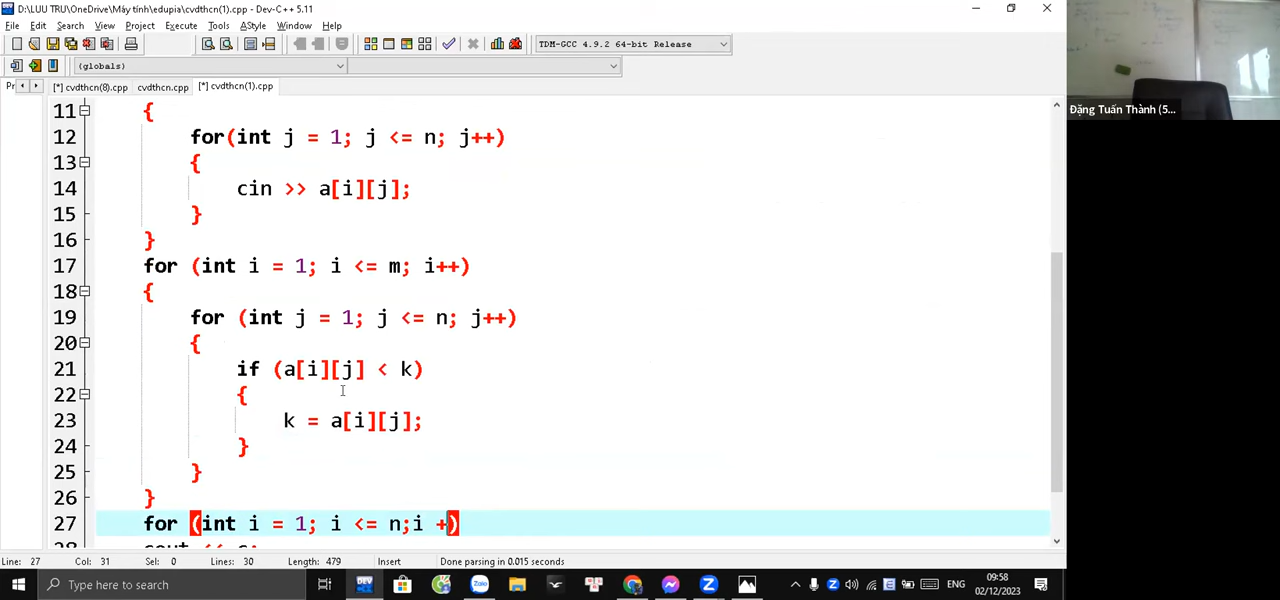 D:\LUU TRU\OneDrive\Máy tính\edupia\cvdthcn(1).cpp - Dev-C++ 5.11
File Edit Search View Project Execute Tools AStyle Window Help
TDM-GCC 4.9.2 64-bit Release
(globals)
Pr
[*] cvdthcn(8).cpp cvdthcn.cpp [*] cvdthcn(1).cpp
Đặng Tuấn Thành (5...
11 {
12 for(int j = 1; j <= n; j++)
13 {
14 cin >> a[i][j];
15 }
16 }
17 for (int i = 1; i <= m; i++)
18 {
19 for (int j = 1; j <= n; j++)
20 {
21 if (a[i][j] < k)
22 {
23 k = a[i][j];
24 }
25 }
26 }
27 for (int i = 1; i <= n;i +)
Line: 27 Col: 31 Sel: 0 Lines: 30 Length: 479 Insert Done parsing in 0.015 seconds
Type here to search
ENG
09:58
02/12/2023